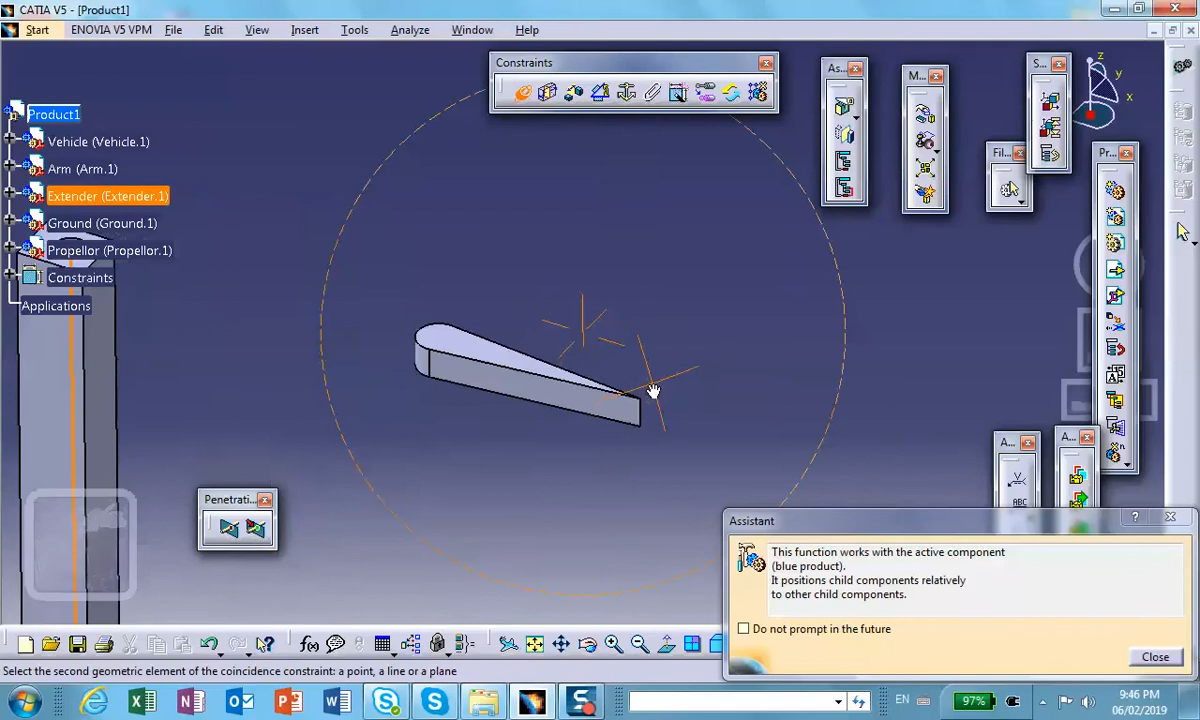 CATIA V5 - [Product1]
Start ENOVIA V5 VPM File Edit View Insert Tools Analyze Window Help
Constraints
As...
M...
S...
Fil...
Pr...
z
y
x
Product1
Vehicle (Vehicle.1)
Arm (Arm.1)
Extender (Extender.1)
Ground (Ground.1)
Propellor (Propellor.1)
Constraints
Applications
A...
A...
ABC
Penetrati...
Assistant
This function works with the active component
(blue product).
It positions child components relatively
to other child components.
Do not prompt in the future
Close
Select the second geometric element of the coincidence constraint: a point, a line or a plane
EN
97%
9:46 PM
06/02/2019